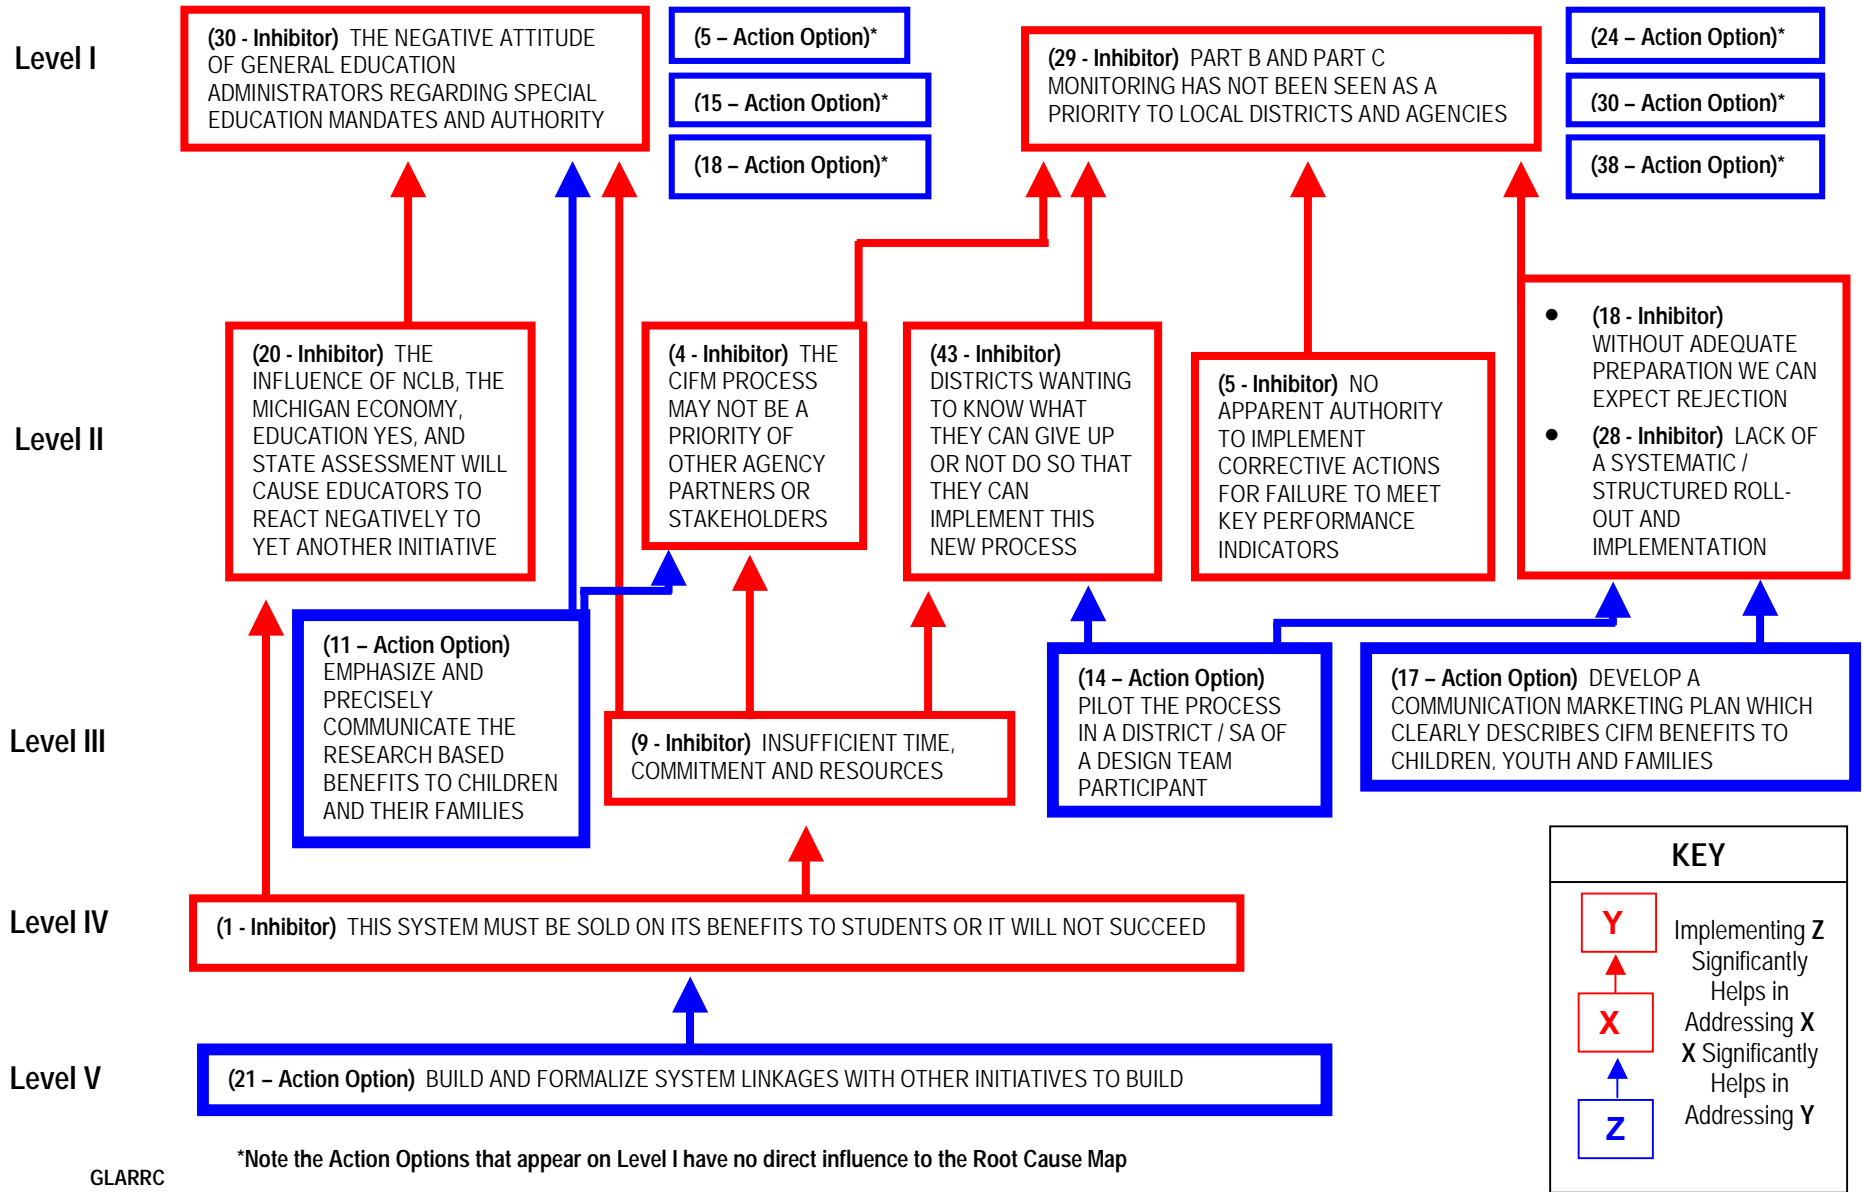 Level I
(30 - Inhibitor) THE NEGATIVE ATTITUDE
OF GENERAL EDUCATION
ADMINISTRATORS REGARDING SPECIAL
EDUCATION MANDATES AND AUTHORITY
(5 – Action Option)*
(15 – Action Option)*
(18 – Action Option)*
(29 - Inhibitor) PART B AND PART C
MONITORING HAS NOT BEEN SEEN AS A
PRIORITY TO LOCAL DISTRICTS AND AGENCIES
(24 – Action Option)*
(30 – Action Option)*
(38 – Action Option)*
Level II
(20 - Inhibitor) THE
INFLUENCE OF NCLB, THE
MICHIGAN ECONOMY,
EDUCATION YES, AND
STATE ASSESSMENT WILL
CAUSE EDUCATORS TO
REACT NEGATIVELY TO
YET ANOTHER INITIATIVE
(4 - Inhibitor) THE
CIFM PROCESS
MAY NOT BE A
PRIORITY OF
OTHER AGENCY
PARTNERS OR
STAKEHOLDERS
(43 - Inhibitor)
DISTRICTS WANTING
TO KNOW WHAT
THEY CAN GIVE UP
OR NOT DO SO THAT
THEY CAN
IMPLEMENT THIS
NEW PROCESS
(5 - Inhibitor) NO
APPARENT AUTHORITY
TO IMPLEMENT
CORRECTIVE ACTIONS
FOR FAILURE TO MEET
KEY PERFORMANCE
INDICATORS
• (18 - Inhibitor)
WITHOUT ADEQUATE
PREPARATION WE CAN
EXPECT REJECTION
• (28 - Inhibitor) LACK OF
A SYSTEMATIC /
STRUCTURED ROLL-
OUT AND
IMPLEMENTATION
Level III
(11 – Action Option)
EMPHASIZE AND
PRECISELY
COMMUNICATE THE
RESEARCH BASED
BENEFITS TO CHILDREN
AND THEIR FAMILIES
(9 - Inhibitor) INSUFFICIENT TIME,
COMMITMENT AND RESOURCES
(14 – Action Option)
PILOT THE PROCESS
IN A DISTRICT / SA OF
A DESIGN TEAM
PARTICIPANT
(17 – Action Option) DEVELOP A
COMMUNICATION MARKETING PLAN WHICH
CLEARLY DESCRIBES CIFM BENEFITS TO
CHILDREN, YOUTH AND FAMILIES
Level IV
(1 - Inhibitor) THIS SYSTEM MUST BE SOLD ON ITS BENEFITS TO STUDENTS OR IT WILL NOT SUCCEED
Level V
(21 – Action Option) BUILD AND FORMALIZE SYSTEM LINKAGES WITH OTHER INITIATIVES TO BUILD
KEY
Y
X
Z
Implementing Z
Significantly
Helps in
Addressing X
X Significantly
Helps in
Addressing Y
*Note the Action Options that appear on Level I have no direct influence to the Root Cause Map
GLARRC